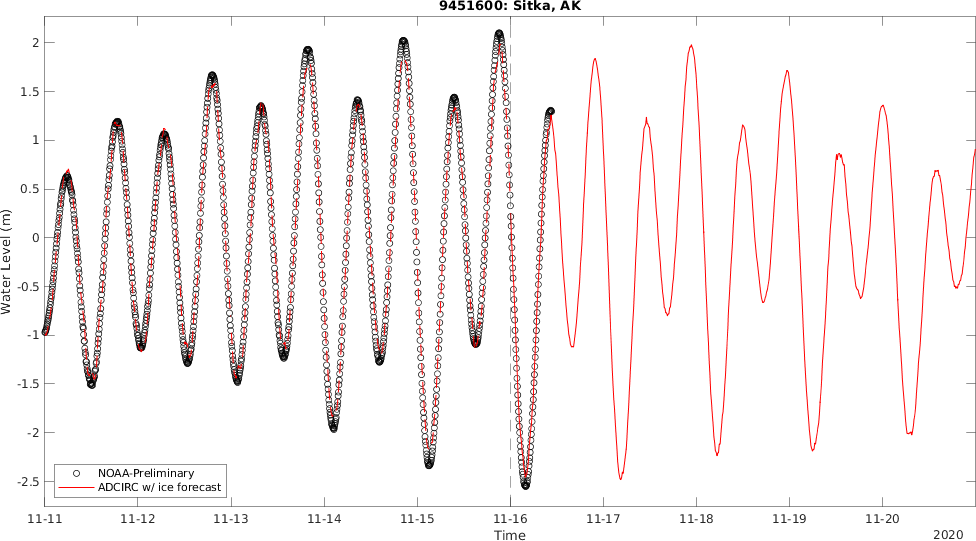 9451600: Sitka, AK
Water Level (m)
2
1.5
1
0.5
0
-0.5
-1
-1.5
-2
-2.5
NOAA-Preliminary
ADCIRC w/ ice forecast
11-11 11-12 11-13 11-14 11-15 11-16 11-17 11-18 11-19 11-20
Time
2020